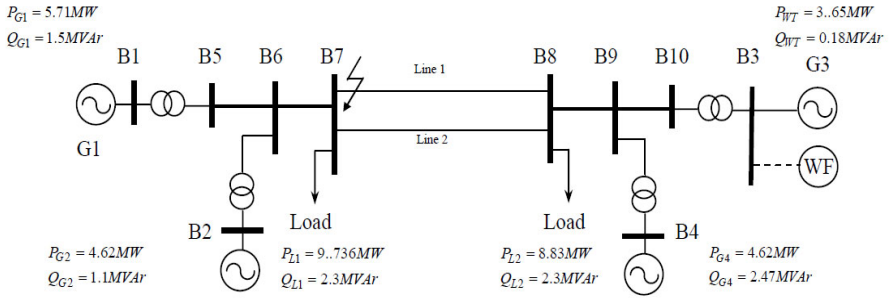 P_G1 = 5.71MW
Q_G1 = 1.5MVAr
P_WT = 3..65MW
Q_WT = 0.18MVAr
B1
B5
B6
B7
Line 1
B8
B9
B10
B3
G3
G1
Line 2
WF
Load
Load
B2
B4
P_G2 = 4.62MW
Q_G2 = 1.1MVAr
P_L1 = 9..736MW
Q_L1 = 2.3MVAr
P_L2 = 8.83MW
Q_L2 = 2.3MVAr
P_G4 = 4.62MW
Q_G4 = 2.47MVAr